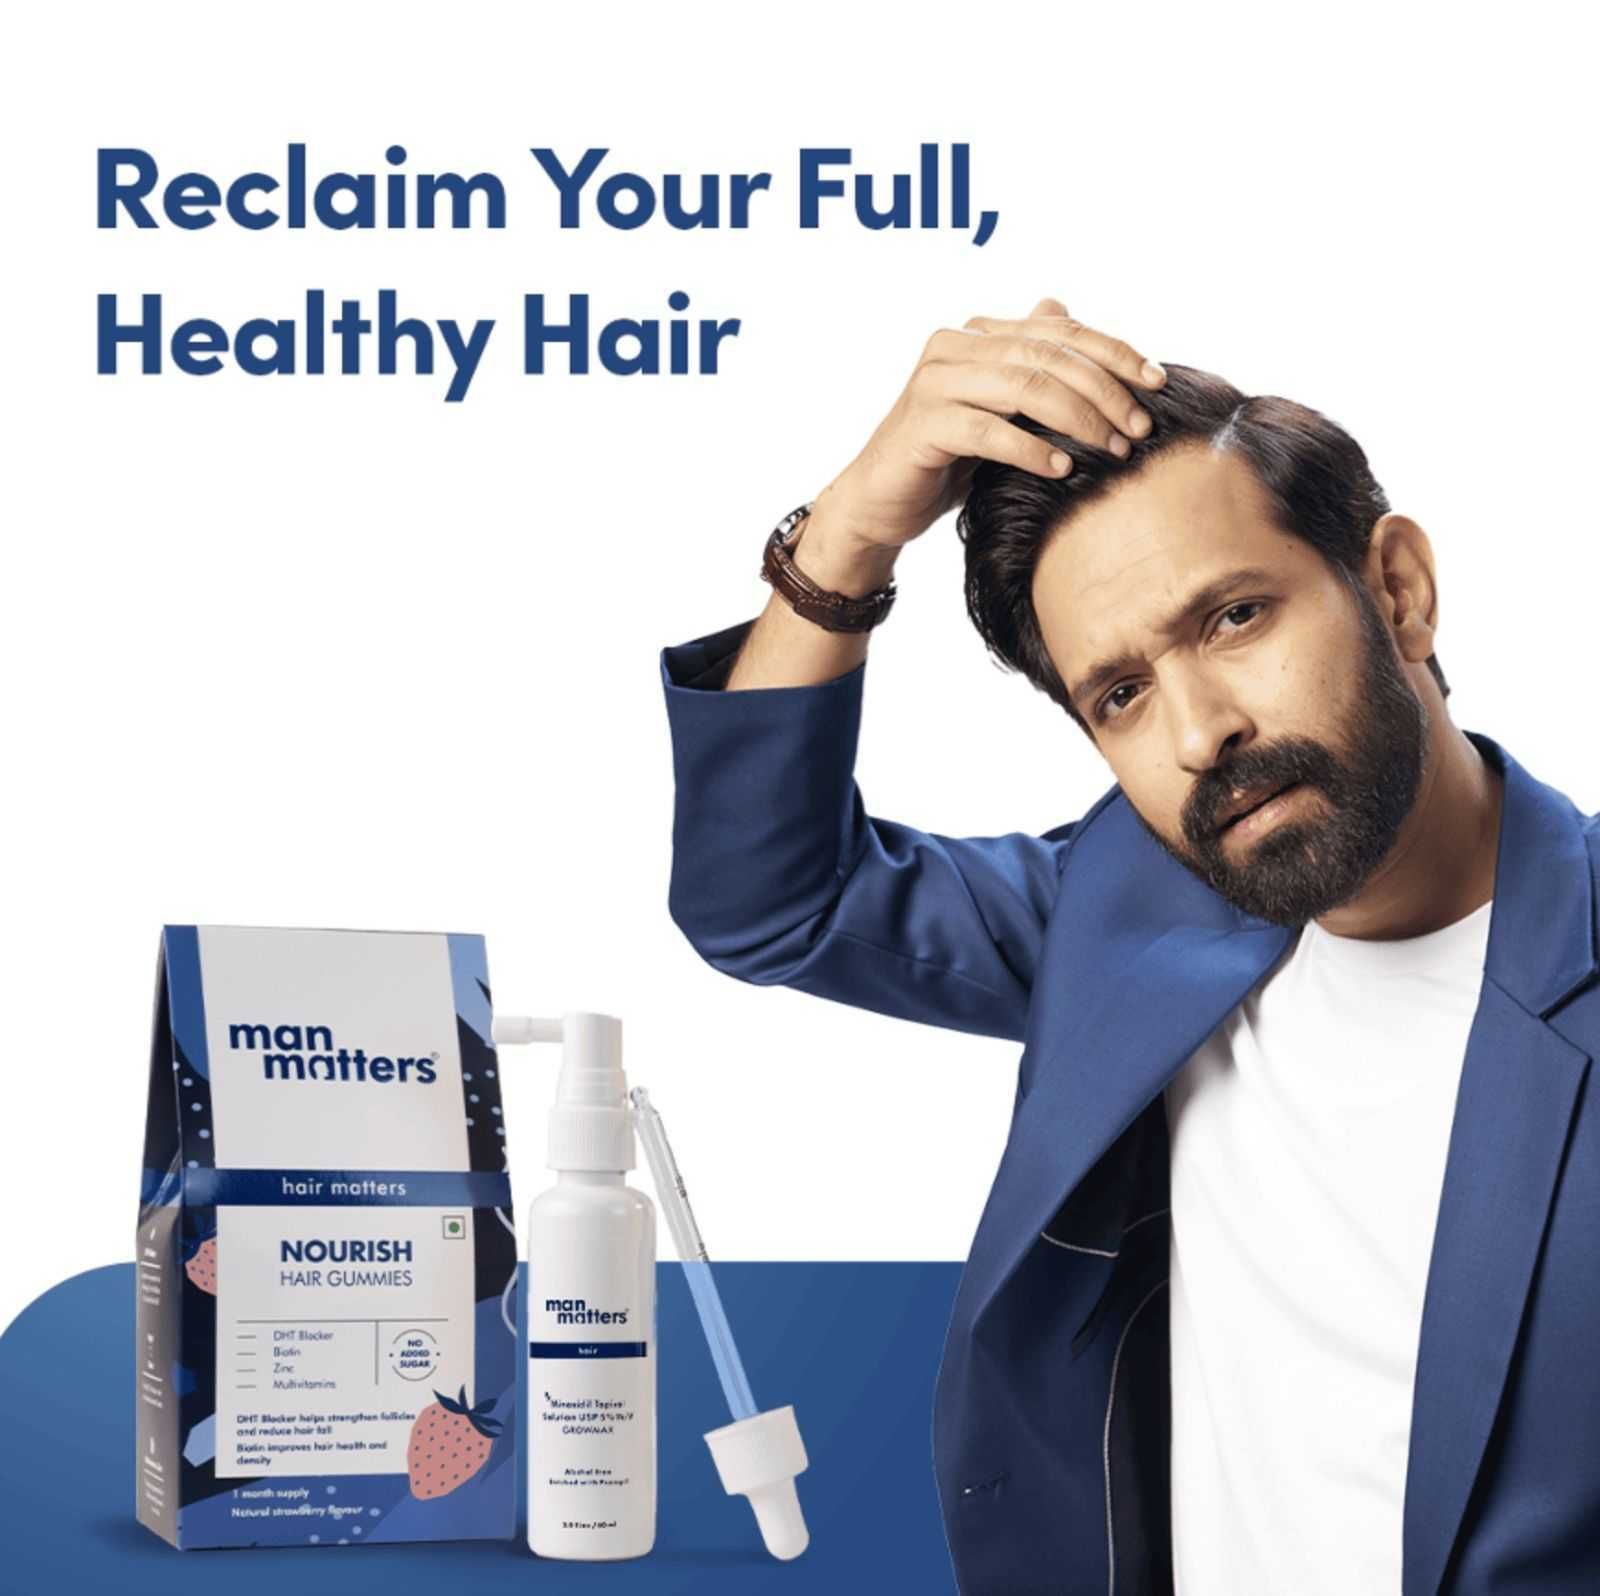 Reclaim Your Full,
Healthy Hair
man
matters®
hair matters
NOURISH
HAIR GUMMIES
DHT Blocker
Biotin
Zinc
Multivitamins
NO
ADDED
SUGAR
DHT Blocker helps strengthen follicles
and reduce hair fall
Biotin improves hair health and
density
1 month supply
Natural strawberry flavour
man
matters
hair
Minoxidil Topical
Solution USP 5% W/V
GROWMAX
Alcohol free